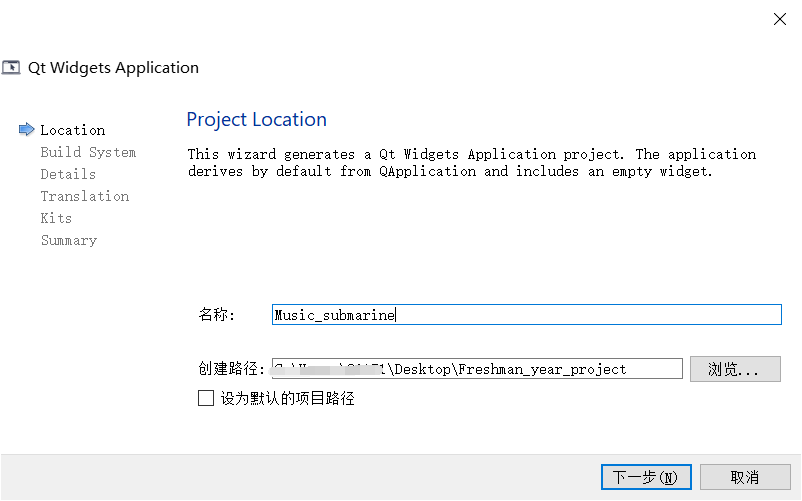 Qt Widgets Application
Location
Build System
Details
Translation
Kits
Summary
Project Location
This wizard generates a Qt Widgets Application project. The application
derives by default from QApplication and includes an empty widget.
名称:
Music_submarine
创建路径:
\Desktop\Freshman_year_project
浏览...
设为默认的项目路径
下一步(N)
取消